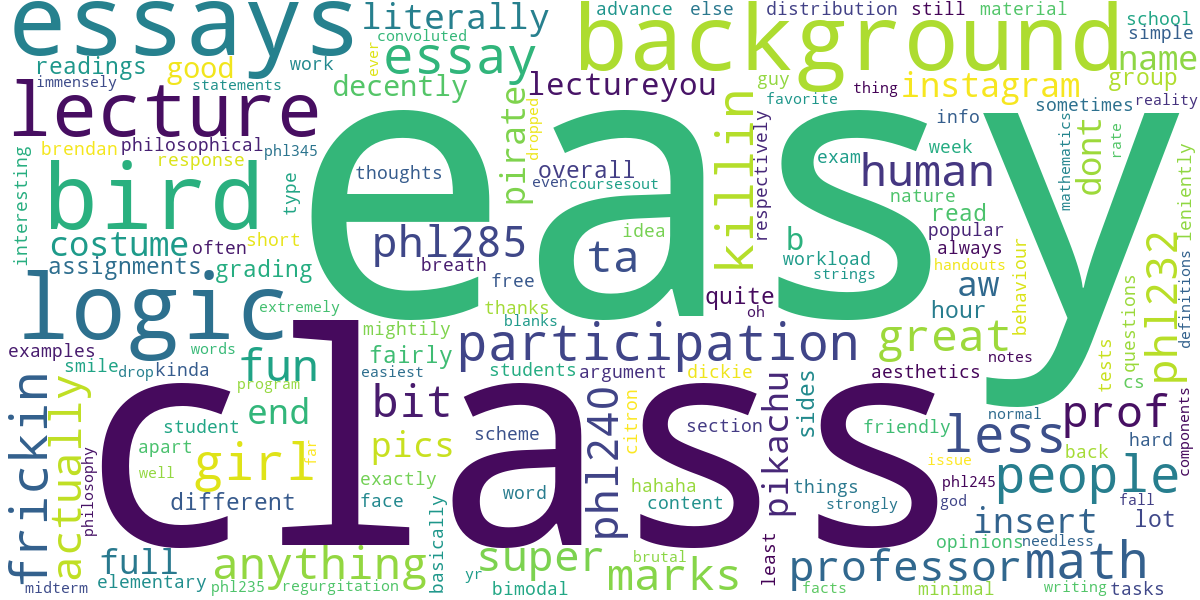 essays
literally
convoluted
advance
else
distribution
still
material
school
simple
background
name
readings
good
work
ever
essay
immensely
statements
decently
lecture
lectureyou
killin
guy
favorite
thing
instagram
group
sometimes
reality
pirate
dropped
respectively
info
mathematics
dont
rate
leniently
brendan
philosophical
phl345
response
interesting
bird
type
easy
thoughts
overall
even
coursesout
exam
human
week
nature
read
popular
always
handouts
behaviour
phl232
definitions
costume
often
short
assignments
grading
phl285
breath
ta
idea
free
b
workload
strings
aw
hour
quite
oh
logic
extremely
thanks
blanks
mightily
participation
great
notes
questions
tests
examples
words
smile
drop
kinda
fun
program
fairly
easiest
students
argument
dickie
aesthetics
cs
components
frickin
actually
philosophy
class
bit
phl240
citron
section
pikachu
sides
friendly
less
normal
prof
back
hard
end
student
apart
well
girl
far
pics
scheme
issue
people
phl245
god
fall
exactly
different
face
word
hahaha
content
things
strongly
insert
lot
basically
full
anything
super
brutal
marks
least
professor
opinions
needless
math
midterm
elementary
phl235
regurgitation
yr
bimodal
facts
minimal
writing
tasks